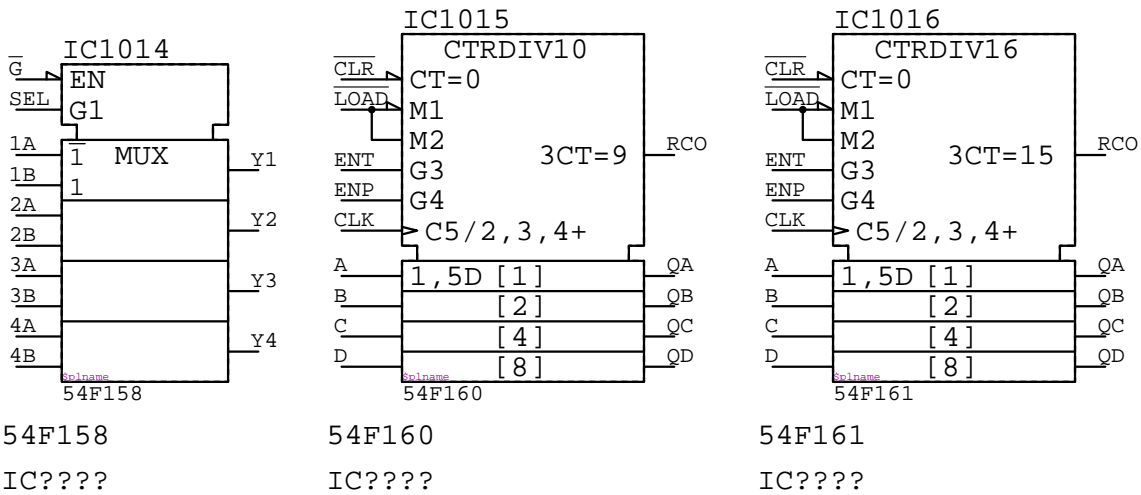 IC1014
G
EN
SEL
G1
1A
1
MUX
Y1
1B
1
2A
Y2
2B
3A
Y3
3B
4A
Y4
4B
$plname
54F158
54F158
IC????
IC1015
CTRDIV10
CLR
CT=0
LOAD
M1
M2
3CT=9
RCO
ENT
G3
ENP
G4
CLK
C5/2,3,4+
A
1,5D [1]
QA
B
[2]
QB
C
[4]
QC
D
[8]
QD
$plname
54F160
54F160
IC????
IC1016
CTRDIV16
CLR
CT=0
LOAD
M1
M2
3CT=15
RCO
ENT
G3
ENP
G4
CLK
C5/2,3,4+
A
1,5D [1]
QA
B
[2]
QB
C
[4]
QC
D
[8]
QD
$plname
54F161
54F161
IC????